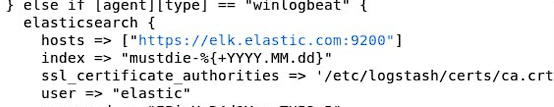 } else if [agent][type] == "winlogbeat" {
elasticsearch {
hosts => ["https://elk.elastic.com:9200"]
index => "mustdie-%{+YYYY.MM.dd}"
ssl_certificate_authorities => '/etc/logstash/certs/ca.crt
user => "elastic"